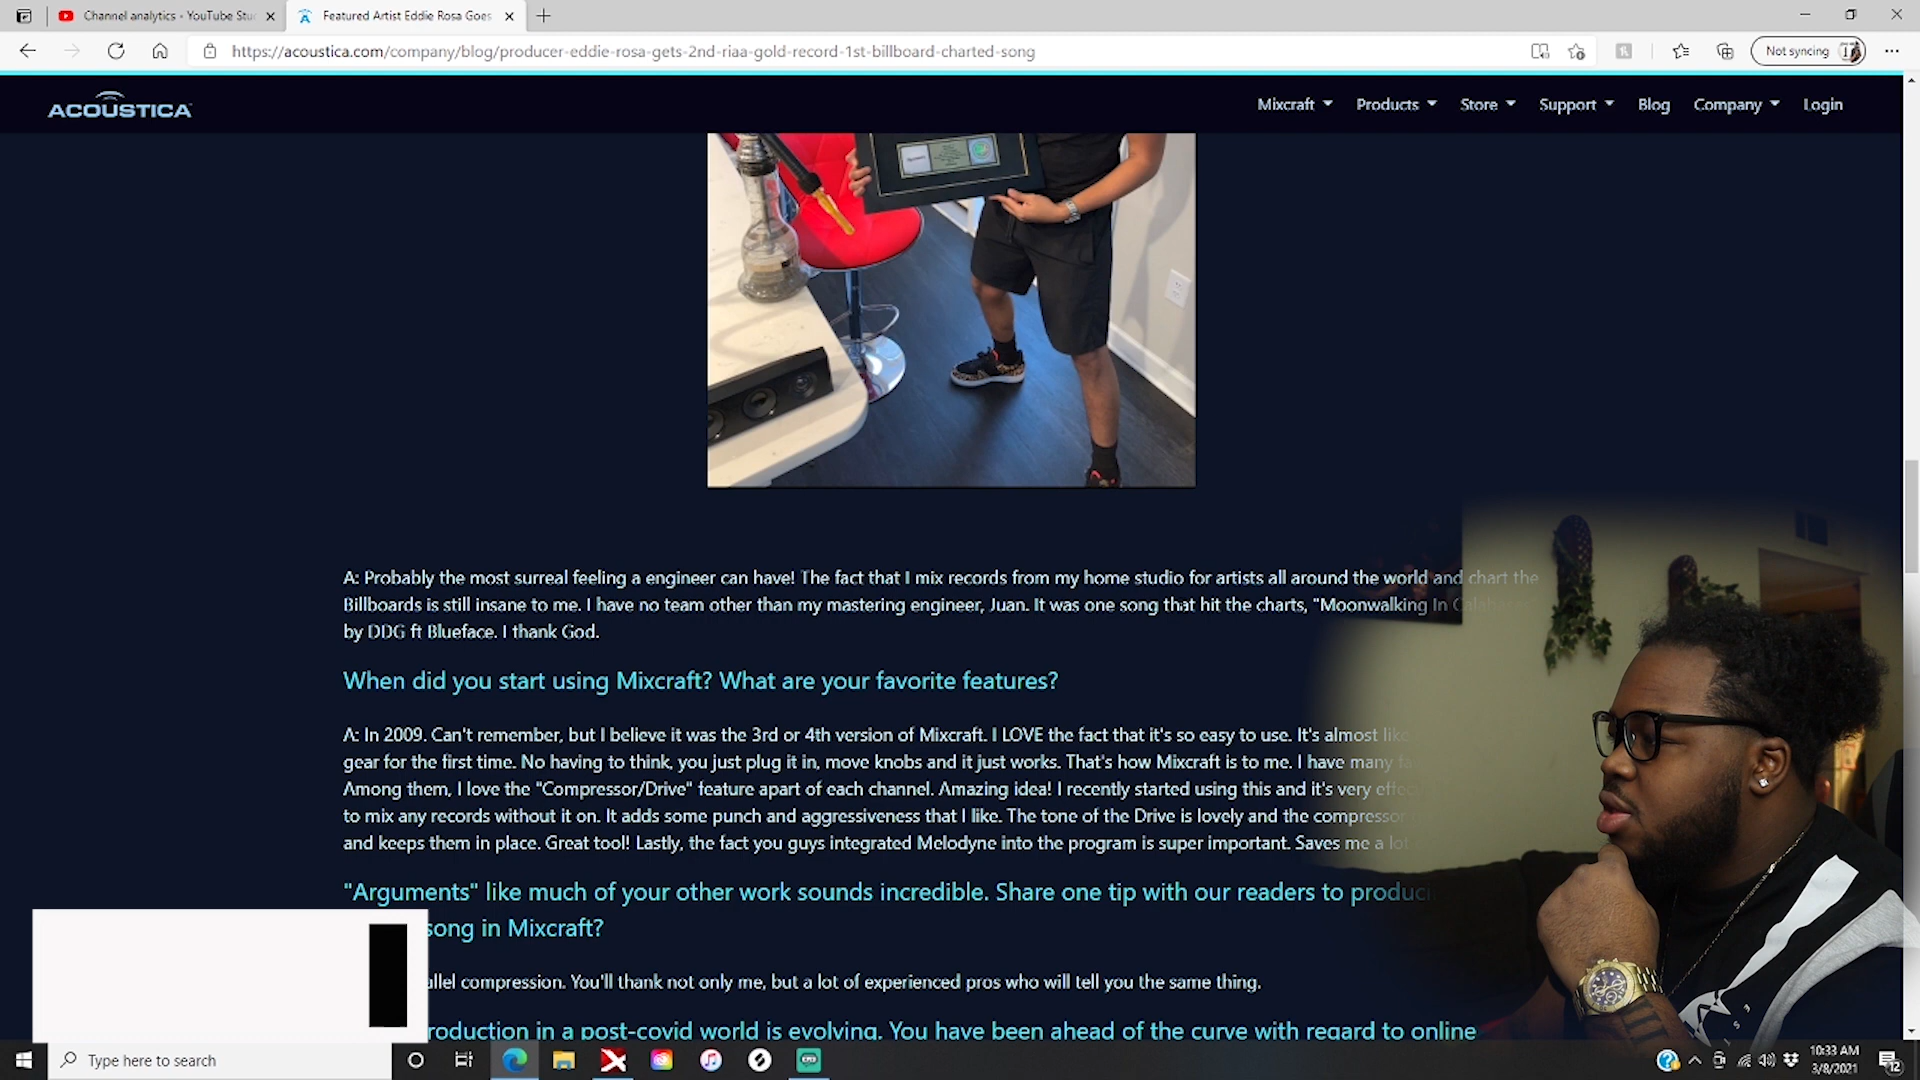 Channel analytics - YouTube Stu
Featured Artist Eddie Rosa Goes
https://acoustica.com/company/blog/producer-eddie-rosa-gets-2nd-riaa-gold-record-1st-billboard-charted-song
Not syncing
ACOUSTICA
Mixcraft Products Store Support Blog Company Login
A: Probably the most surreal feeling a engineer can have! The fact that I mix records from my home studio for artists all around the world and chart the
Billboards is still insane to me. I have no team other than my mastering engineer, Juan. It was one song that hit the charts, "Moonwalking In
by DDG ft Blueface. I thank God.
When did you start using Mixcraft? What are your favorite features?
A: In 2009. Can't remember, but I believe it was the 3rd or 4th version of Mixcraft. I LOVE the fact that it's so easy to use. It's almost like
gear for the first time. No having to think, you just plug it in, move knobs and it just works. That's how Mixcraft is to me. I have many
Among them, I love the "Compressor/Drive" feature apart of each channel. Amazing idea! I recently started using this and it's very
to mix any records without it on. It adds some punch and aggressiveness that I like. The tone of the Drive is lovely and the compressor
and keeps them in place. Great tool! Lastly, the fact you guys integrated Melodyne into the program is super important. Saves me a lot
"Arguments" like much of your other work sounds incredible. Share one tip with our readers to
song in Mixcraft?
compression. You'll thank not only me, but a lot of experienced pros who will tell you the same thing.
in a post-covid world is evolving. You have been ahead of the curve with regard to online
Type here to search
10:33 AM
3/8/2021
12